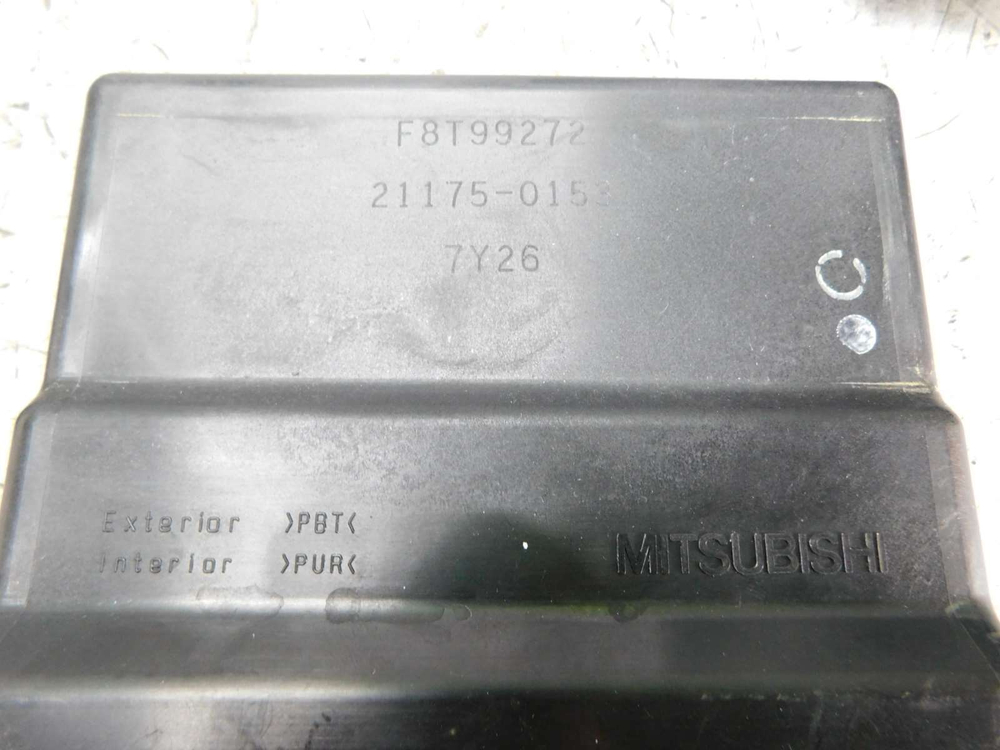 F8T99272
21175-0153
7Y26
Exterior >PBT<
Interior >PUR<
MITSUBISHI